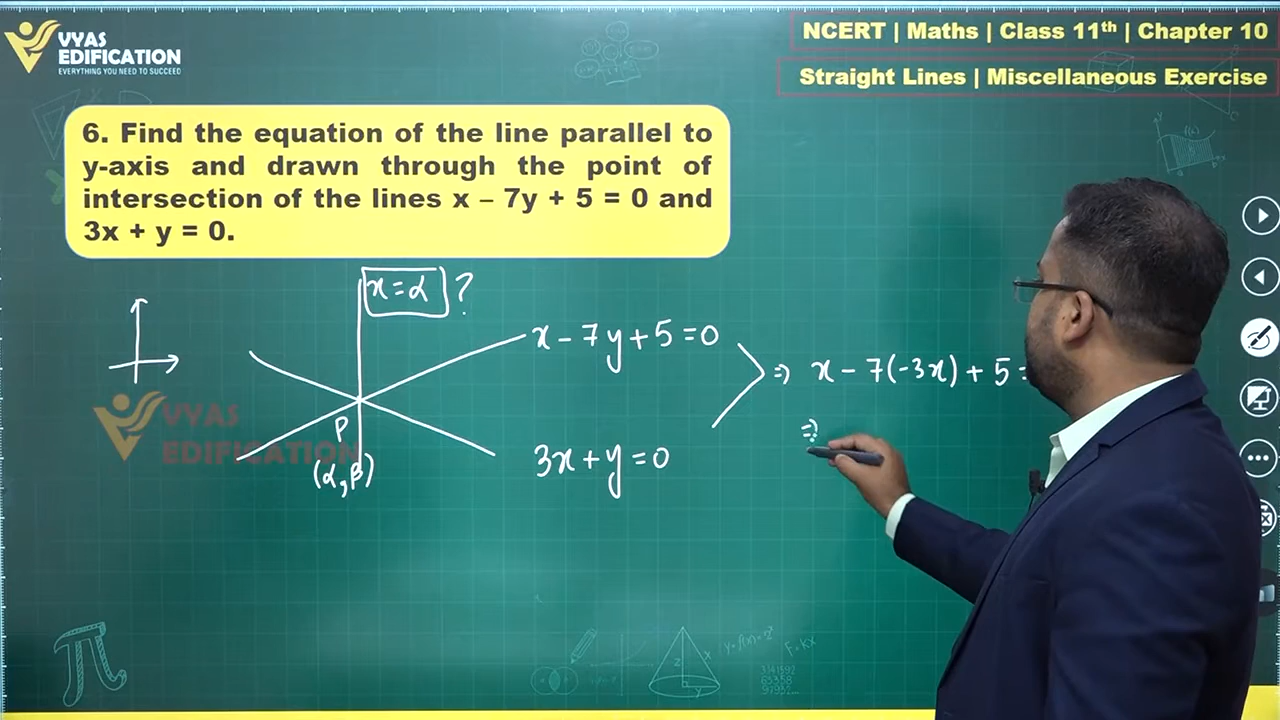 VYAS
EDIFICATION
EVERYTHING YOU NEED TO SUCCEED
NCERT | Maths | Class 11th | Chapter 10
Straight Lines | Miscellaneous Exercise
6. Find the equation of the line parallel to
y-axis and drawn through the point of
intersection of the lines x – 7y + 5 = 0 and
3x + y = 0.
x = α ?
x - 7y + 5 = 0
⇒ x - 7(-3x) + 5 =
⇒
3x + y = 0
P
(α, β)
VYAS
EDIFICATION